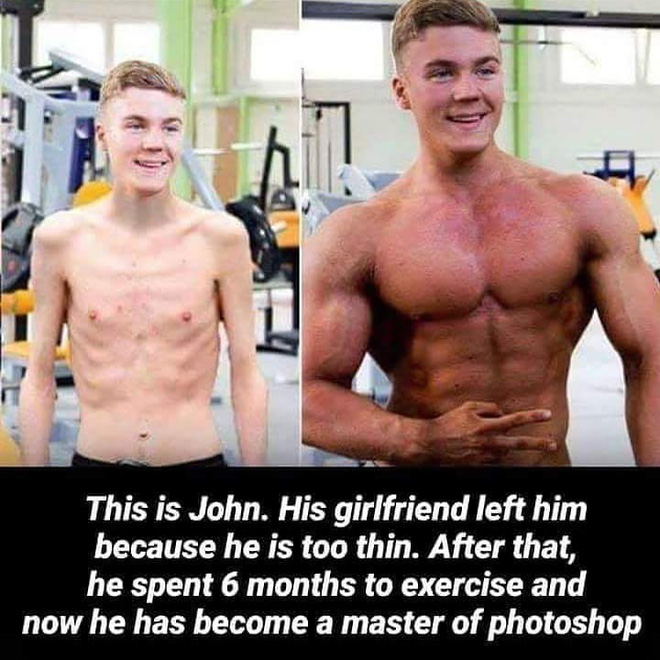 This is John. His girlfriend left him
because he is too thin. After that,
he spent 6 months to exercise and
now he has become a master of photoshop